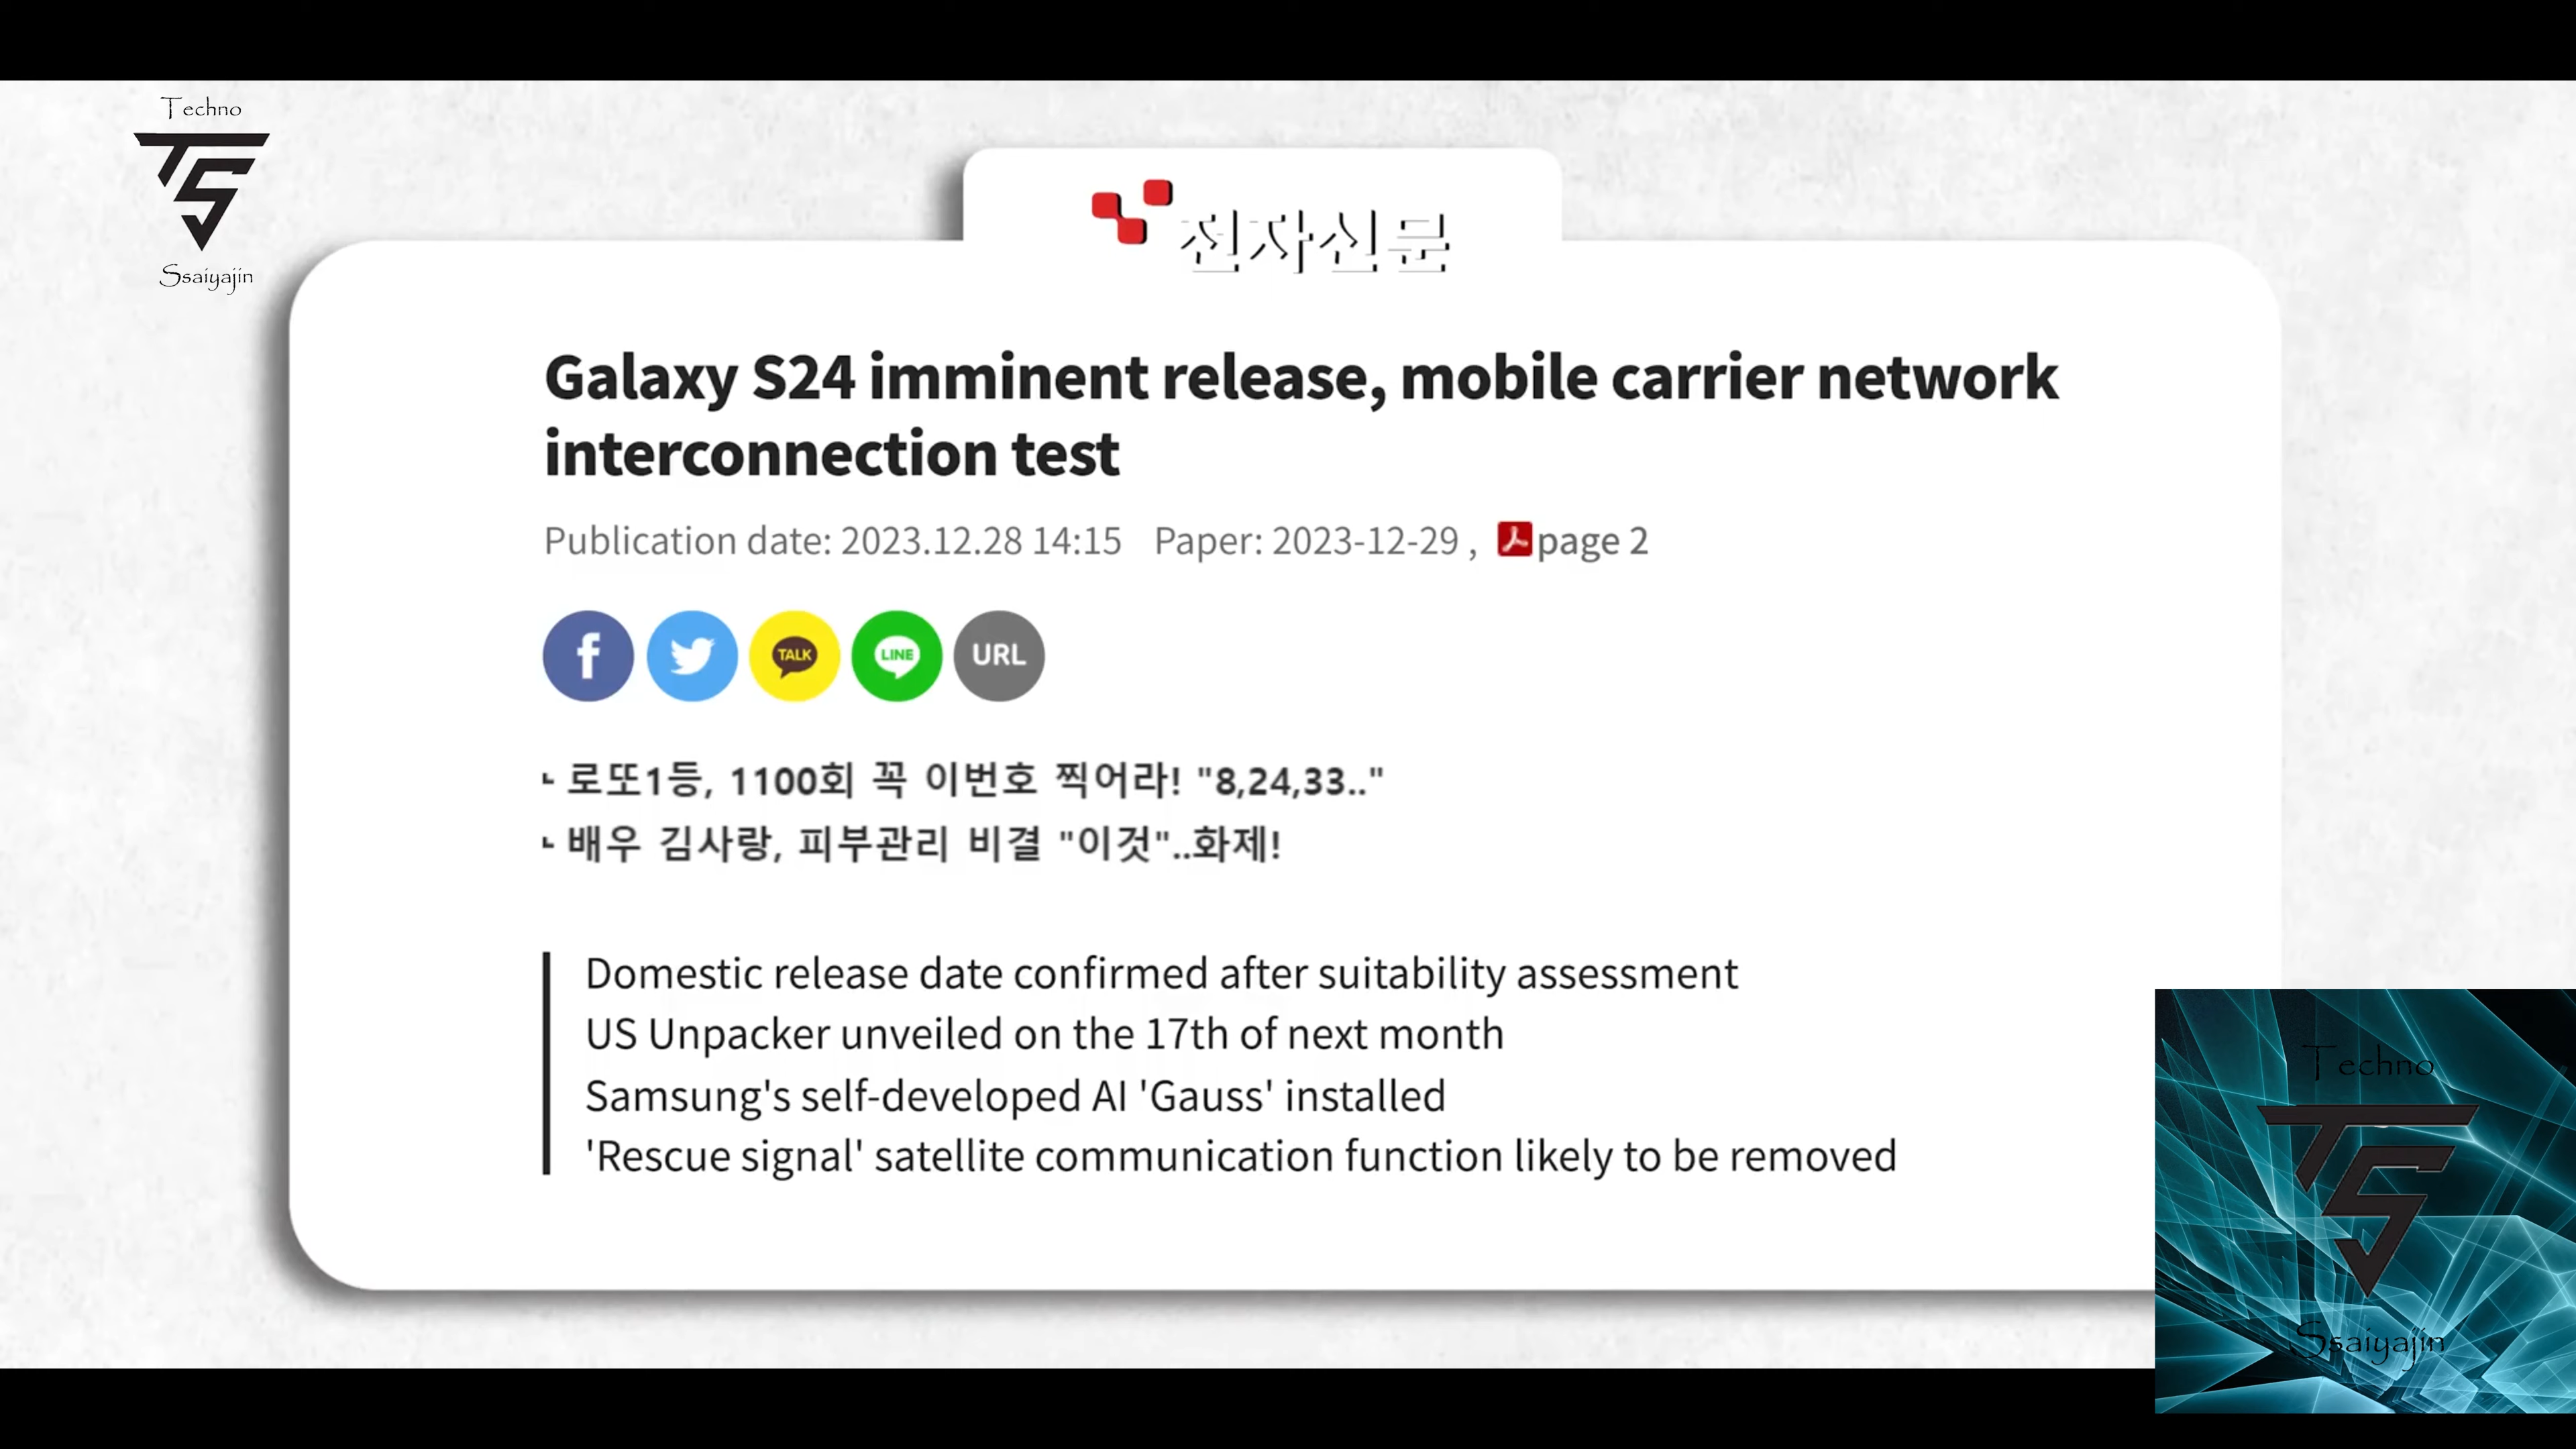 Techno
TS
Ssaiyajin
전자신문
Galaxy S24 imminent release, mobile carrier network
interconnection test
Publication date: 2023.12.28 14:15 Paper: 2023-12-29 , page 2
f TALK LINE URL
로또1등, 1100회 꼭 이번호 찍어라! "8,24,33.."
배우 김사랑, 피부관리 비결 "이것"..화제!
Domestic release date confirmed after suitability assessment
US Unpacker unveiled on the 17th of next month
Samsung's self-developed AI 'Gauss' installed
'Rescue signal' satellite communication function likely to be removed
Techno
TS
Ssaiyajin